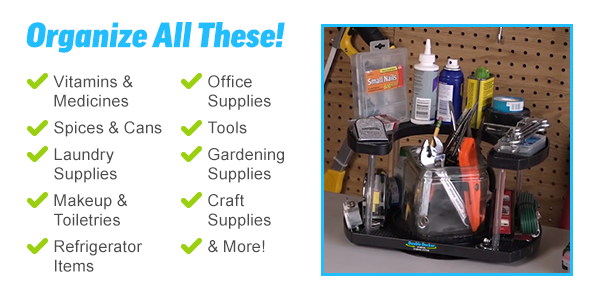 Organize All These!
Vitamins &
Medicines
Spices & Cans
Laundry
Supplies
Makeup &
Toiletries
Refrigerator
Items
Office
Supplies
Tools
Gardening
Supplies
Craft
Supplies
& More!
Small Nails